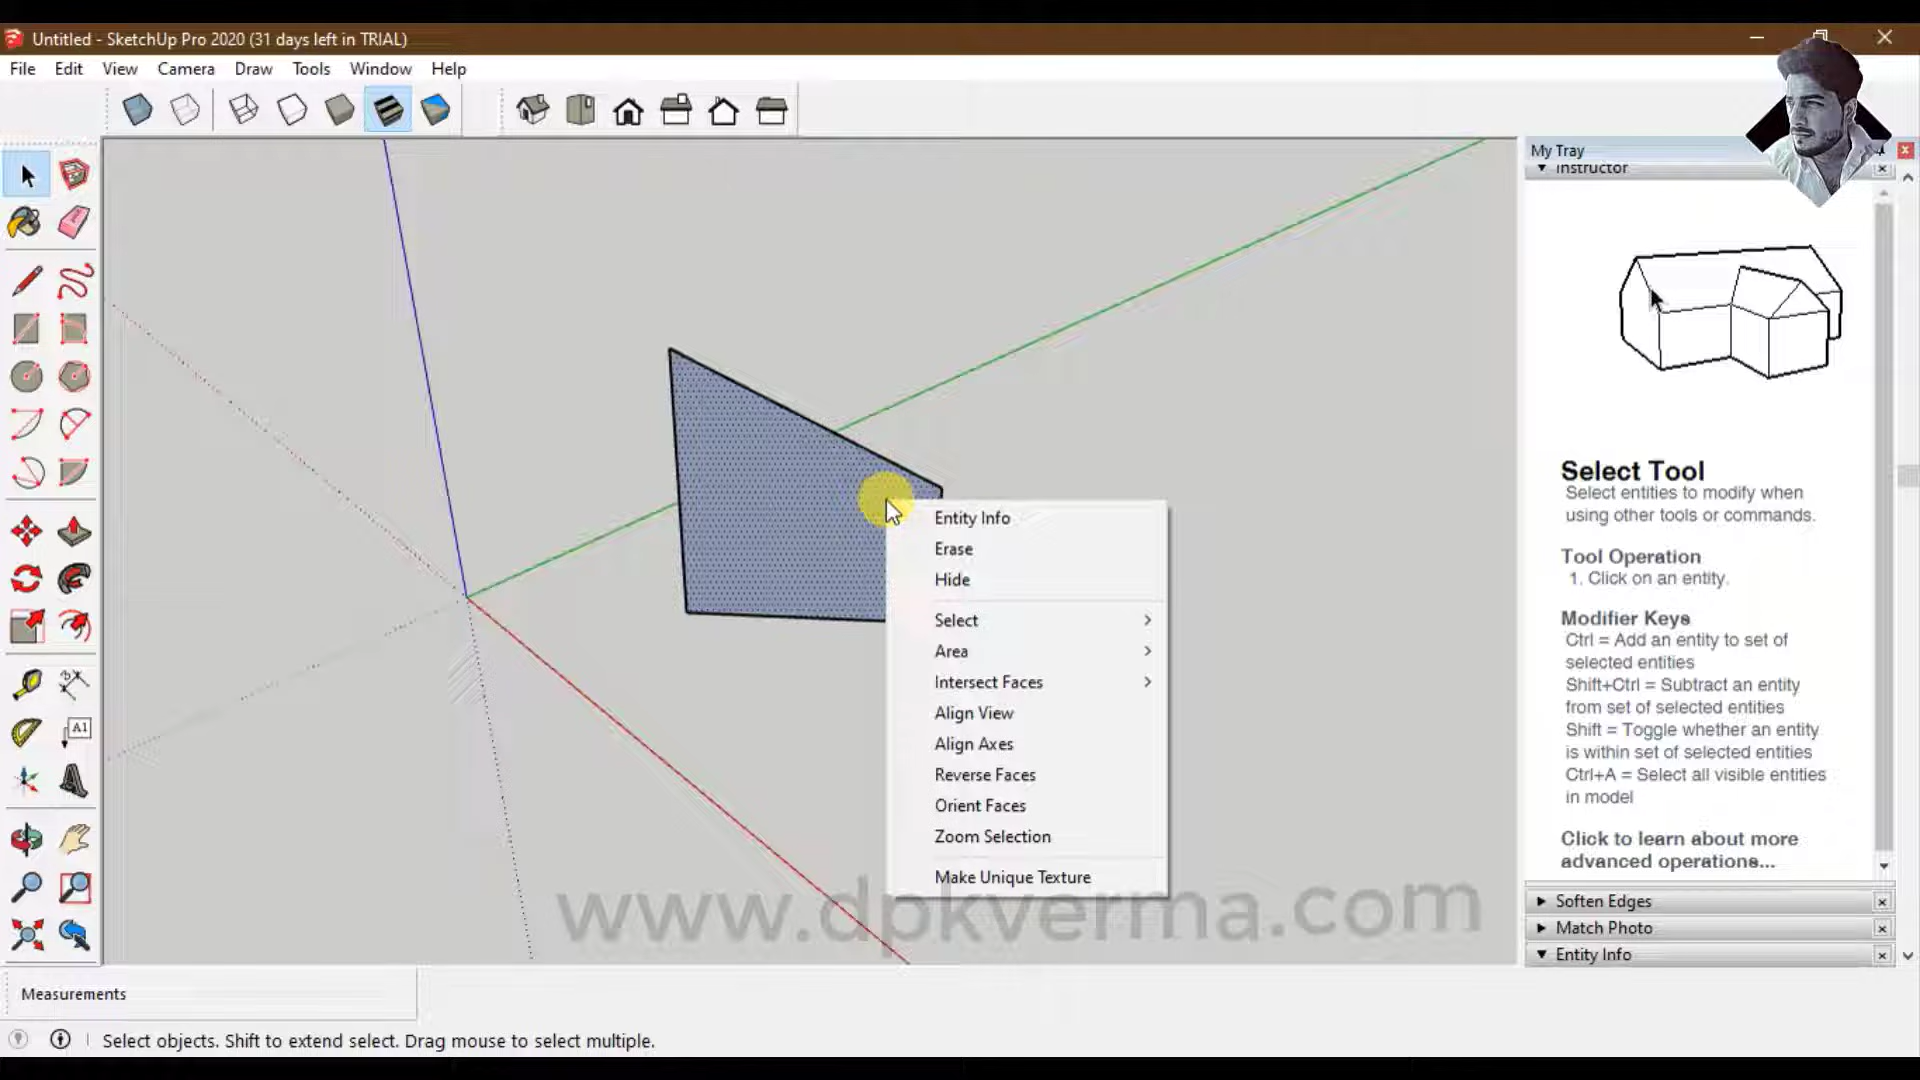 Untitled - SketchUp Pro 2020 (31 days left in TRIAL)
File Edit View Camera Draw Tools Window Help
My Tray
Instructor
Select Tool
Select entities to modify when
using other tools or commands.
Tool Operation
1. Click on an entity.
Modifier Keys
Ctrl = Add an entity to set of
selected entities
Shift+Ctrl = Subtract an entity
from set of selected entities
Shift = Toggle whether an entity
is within set of selected entities
Ctrl+A = Select all visible entities
in model
Click to learn about more
advanced operations...
Soften Edges
Match Photo
Entity Info
Entity Info
Erase
Hide
Select
Area
Intersect Faces
Align View
Align Axes
Reverse Faces
Orient Faces
Zoom Selection
Make Unique Texture
A1
www.dpkverma.com
Measurements
Select objects. Shift to extend select. Drag mouse to select multiple.